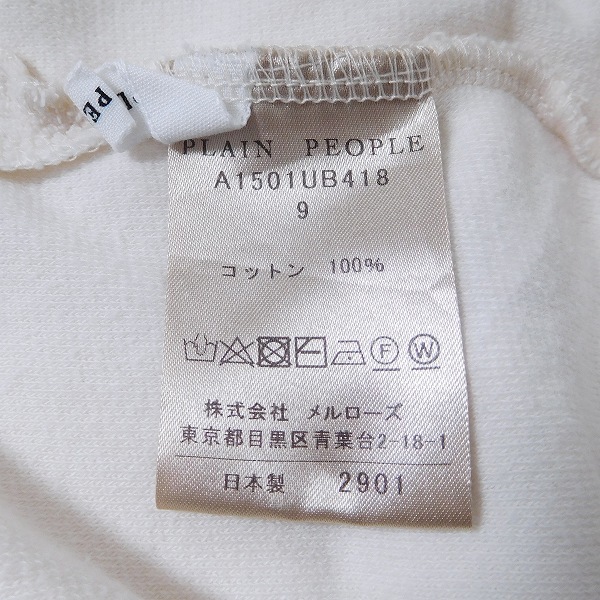 PE
PLAIN PEOPLE
A1501UB418
9
コットン 100%
F W
株式会社 メルローズ
東京都目黒区青葉台2-18-1
日本製 2901